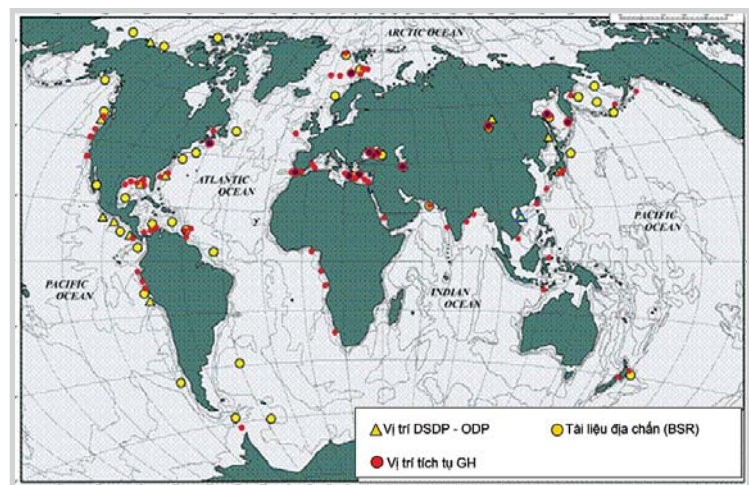 ARCTIC OCEAN
ATLANTIC
OCEAN
PACIFIC
OCEAN
PACIFIC
OCEAN
INDIAN
OCEAN
Vị trí DSDP - ODP
Tài liệu địa chấn (BSR)
Vị trí tích tụ GH